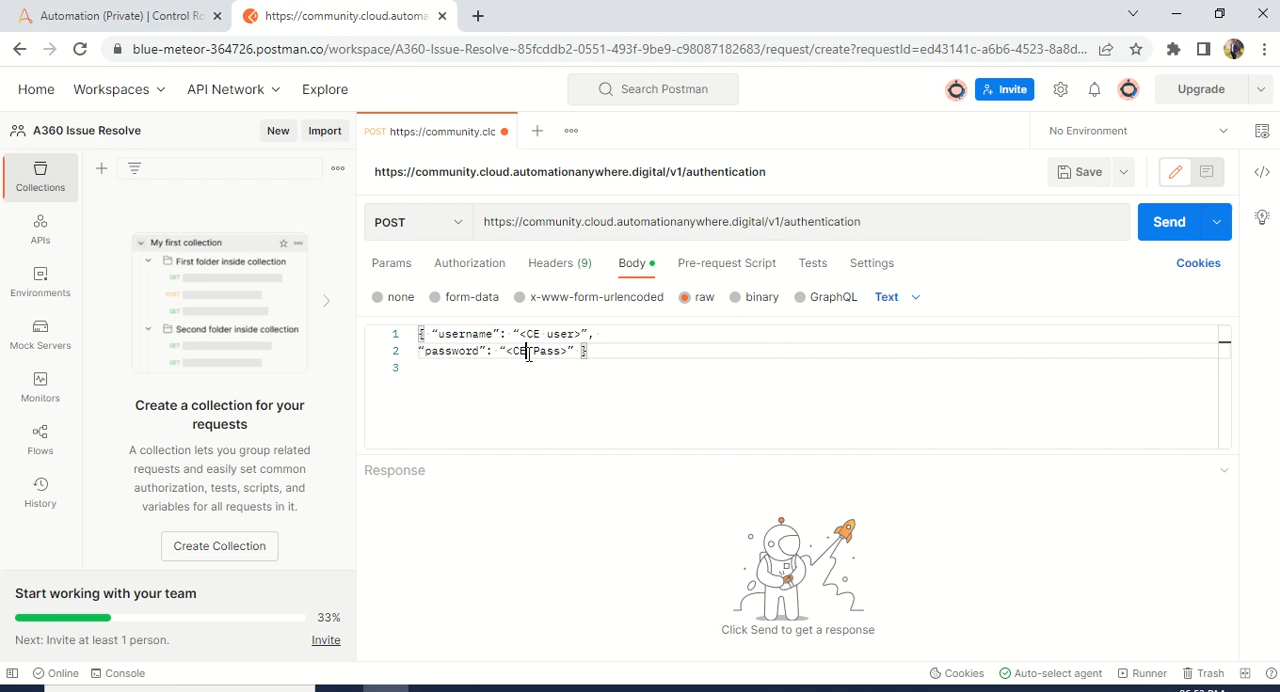 Automation (Private) | Control Ro
https://community.cloud.automa
blue-meteor-364726.postman.co/workspace/A360-Issue-Resolve~85fcddb2-0551-493f-9be9-c98087182683/request/create?requestId=ed43141c-a6b6-4523-8a8d...
Home
Workspaces
API Network
Explore
Search Postman
Invite
Upgrade
A360 Issue Resolve
New
Import
POST https://community.clc
No Environment
Collections
APIs
Environments
Mock Servers
Monitors
Flows
History
My first collection
First folder inside collection
GET
POST
GET
Second folder inside collection
GET
GET
Create a collection for your
requests
A collection lets you group related
requests and easily set common
authorization, tests, scripts, and
variables for all requests in it.
Create Collection
Start working with your team
33%
Next: Invite at least 1 person.
Invite
https://community.cloud.automationanywhere.digital/v1/authentication
Save
POST
https://community.cloud.automationanywhere.digital/v1/authentication
Send
Params
Authorization
Headers (9)
Body
Pre-request Script
Tests
Settings
Cookies
none
form-data
x-www-form-urlencoded
raw
binary
GraphQL
Text
1 { “username”: “<CE user>”,
2 “password”: “<CE Pass>” }
3
Response
Click Send to get a response
Online
Console
Cookies
Auto-select agent
Runner
Trash